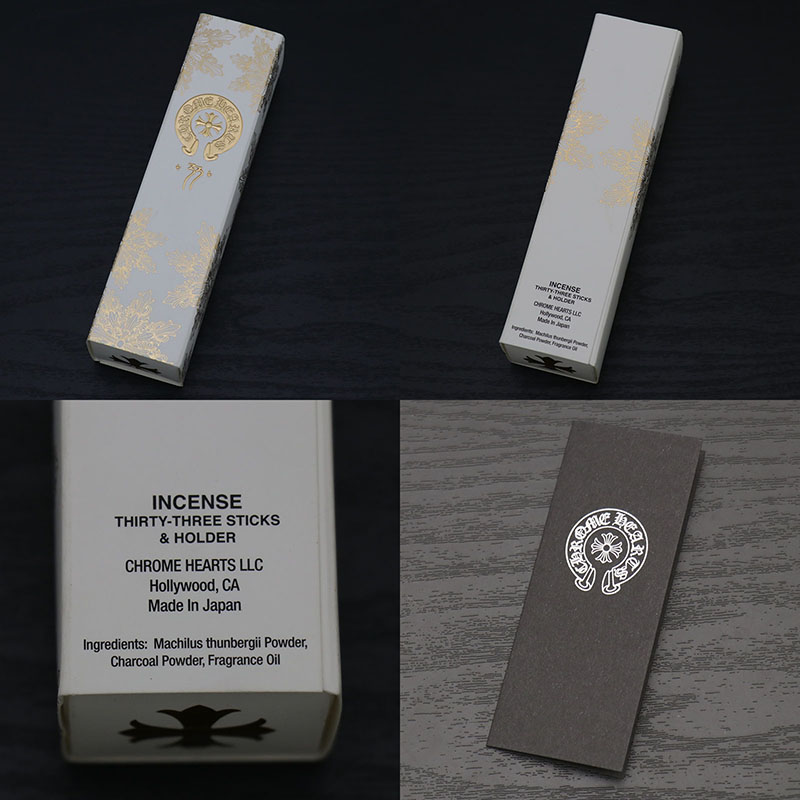 CHROME HEARTS
INCENSE
THIRTY-THREE STICKS
& HOLDER
CHROME HEARTS LLC
Hollywood, CA
Made In Japan
Ingredients: Machilus thunbergii Powder,
Charcoal Powder, Fragrance Oil
INCENSE
THIRTY-THREE STICKS
& HOLDER
CHROME HEARTS LLC
Hollywood, CA
Made In Japan
Ingredients: Machilus thunbergii Powder,
Charcoal Powder, Fragrance Oil
CHROME HEARTS